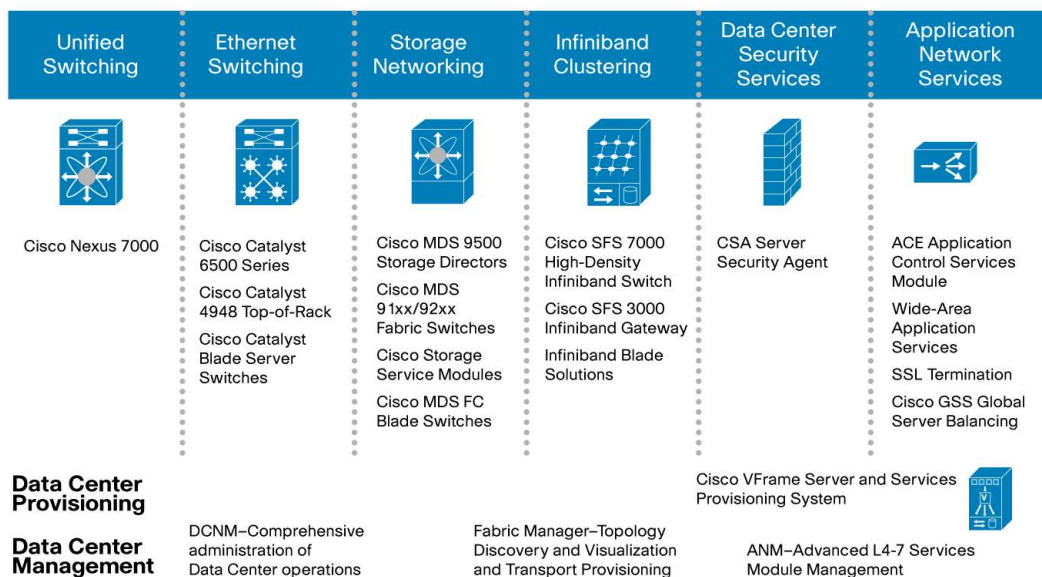 Unified
Switching
Ethernet
Switching
Storage
Networking
Infiniband
Clustering
Data Center
Security
Services
Application
Network
Services
Cisco Nexus 7000
Cisco Catalyst
6500 Series
Cisco Catalyst
4948 Top-of-Rack
Cisco Catalyst
Blade Server
Switches
Cisco MDS 9500
Storage Directors
Cisco MDS
91xx/92xx
Fabric Switches
Cisco Storage
Service Modules
Cisco MDS FC
Blade Switches
Cisco SFS 7000
High-Density
Infiniband Switch
Cisco SFS 3000
Infiniband Gateway
Infiniband Blade
Solutions
CSA Server
Security Agent
ACE Application
Control Services
Module
Wide-Area
Application
Services
SSL Termination
Cisco GSS Global
Server Balancing
Data Center
Provisioning
Cisco VFrame Server and Services
Provisioning System
V
Data Center
Management
DCNM–Comprehensive
administration of
Data Center operations
Fabric Manager–Topology
Discovery and Visualization
and Transport Provisioning
ANM–Advanced L4-7 Services
Module Management